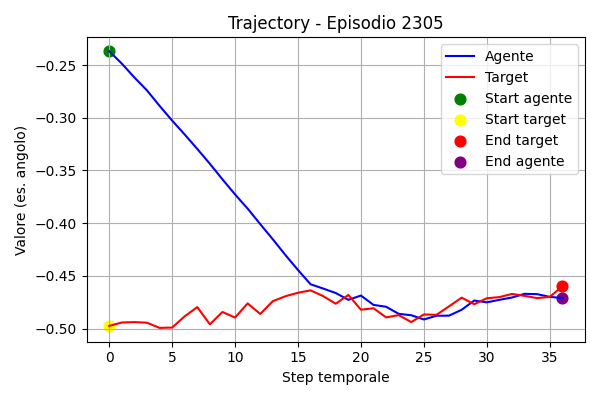 Trajectory - Episodio 2305
Agente
Target
Start agente
Start target
End target
End agente
Valore (es. angolo)
−0.25
−0.30
−0.35
−0.40
−0.45
−0.50
0 5 10 15 20 25 30 35
Step temporale